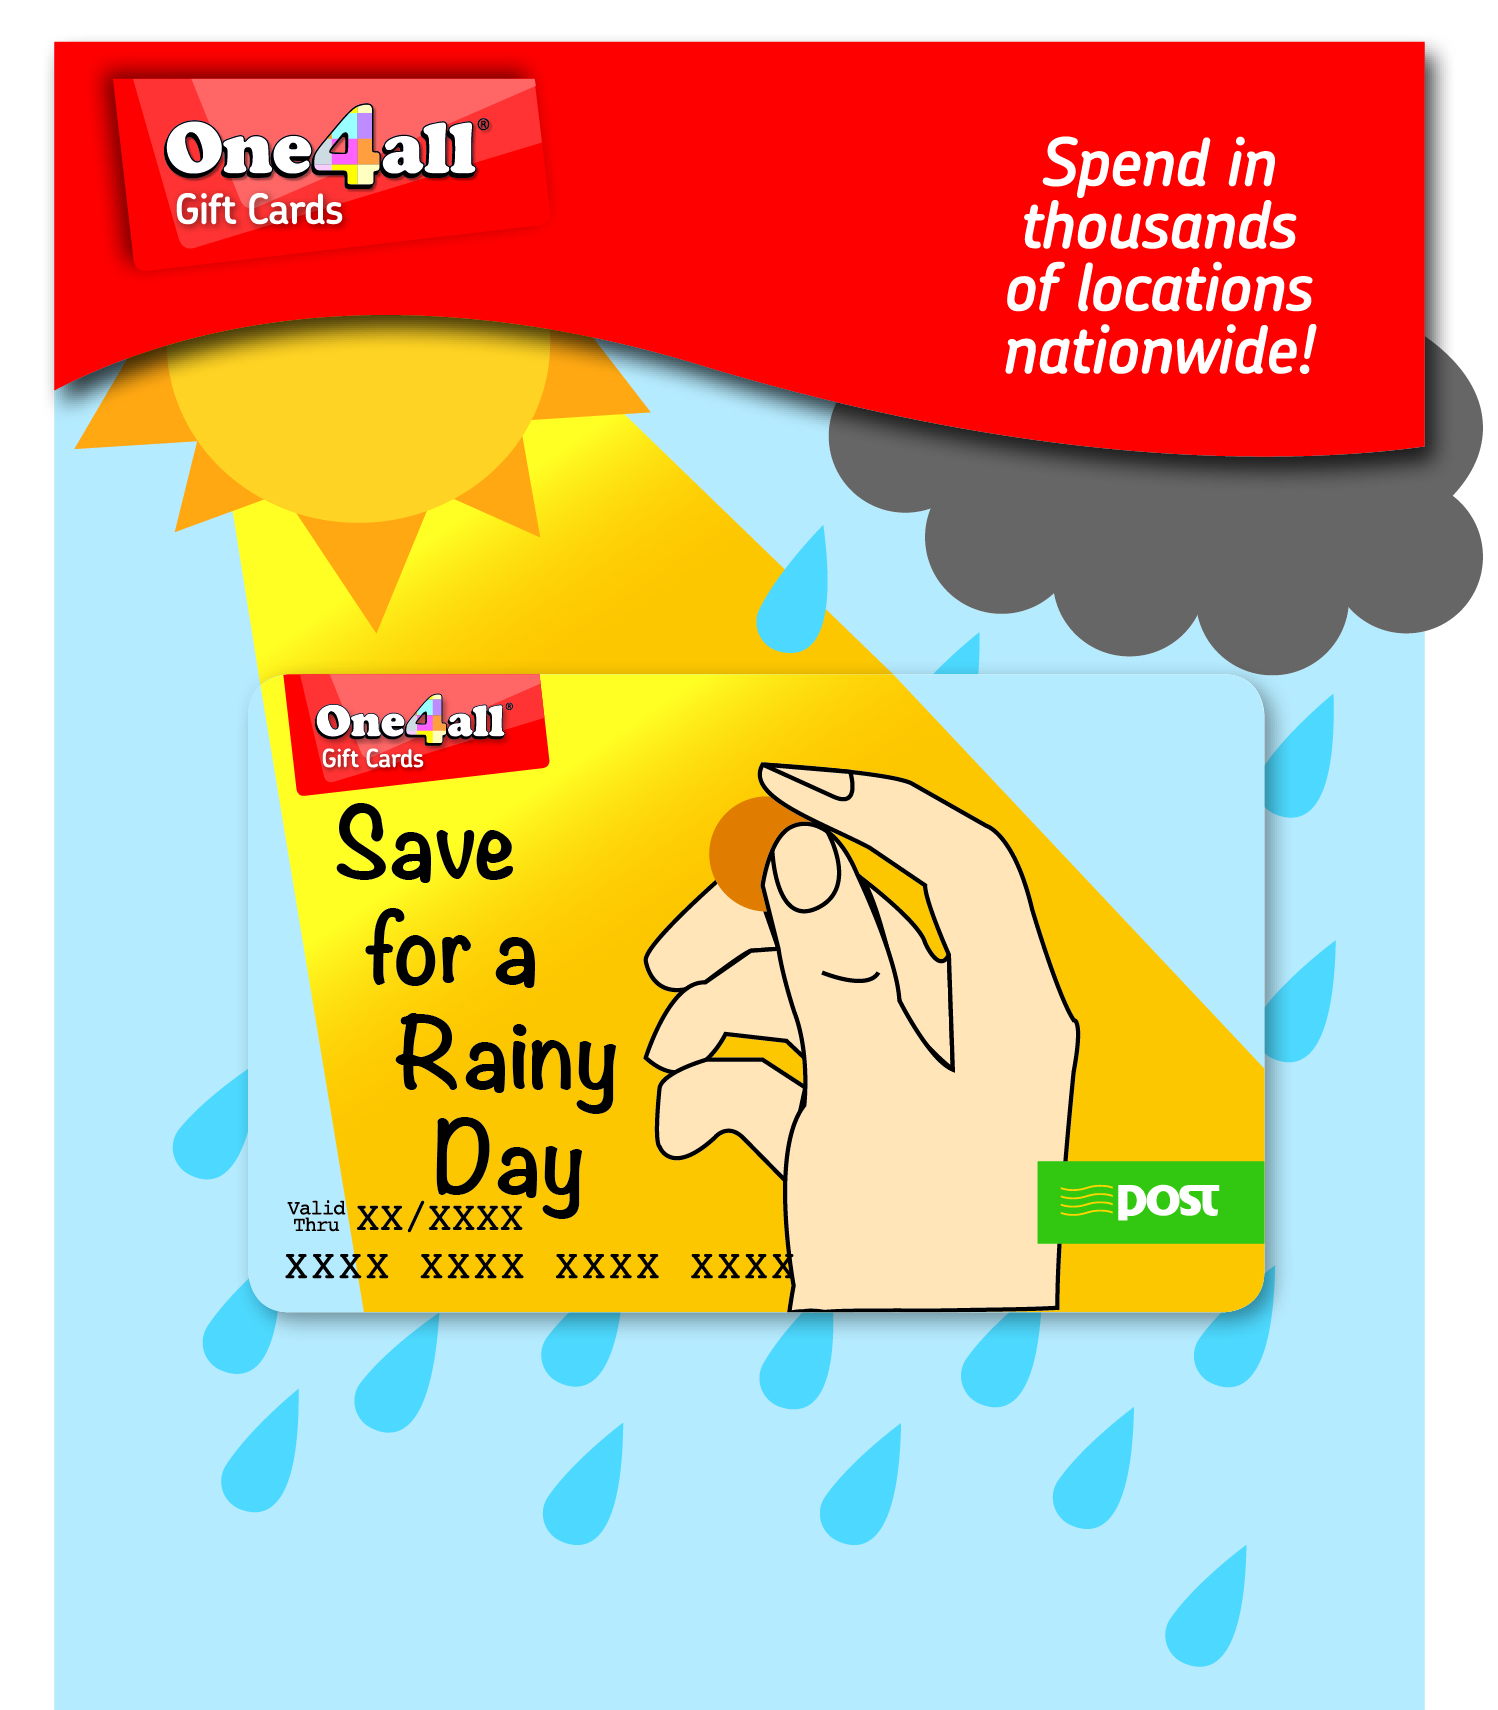 One4all®
Gift Cards
Spend in
thousands
of locations
nationwide!
One4all®
Gift Cards
Save
for a
Rainy
Day
Valid
Thru XX/XXXX
XXXX XXXX XXXX XXXX
post